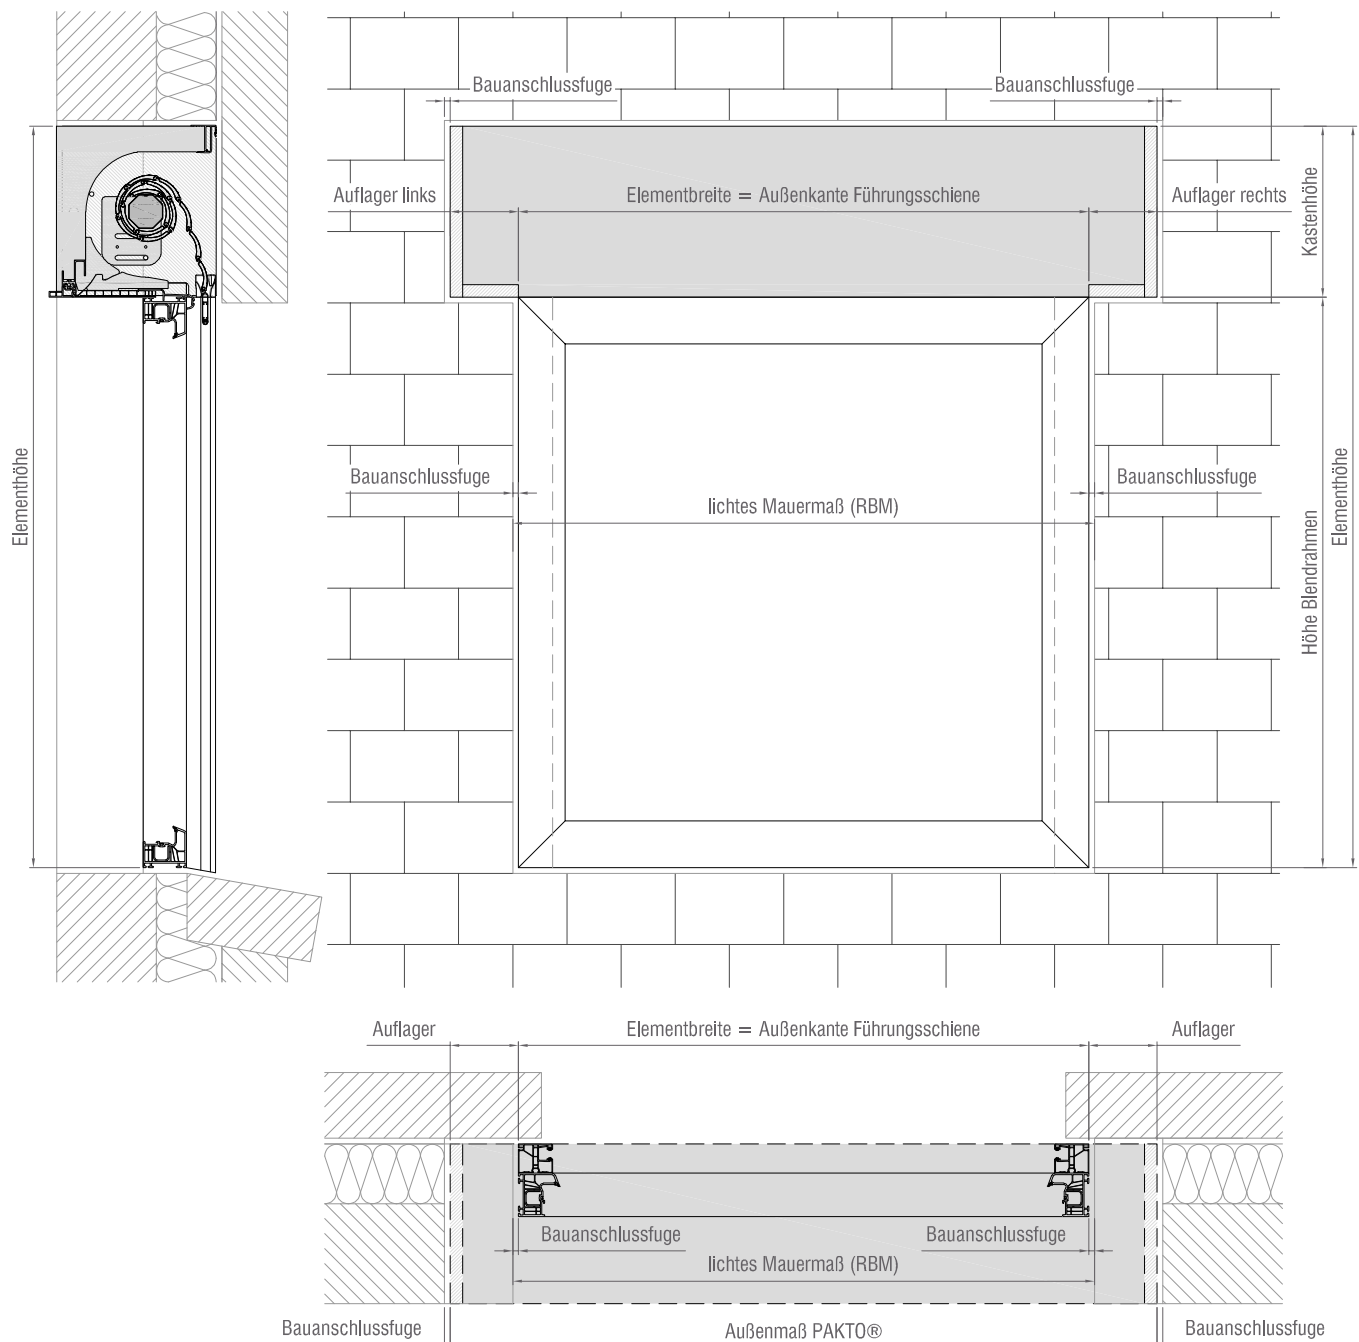 Bauanschlussfuge
Bauanschlussfuge
Auflager links
Elementbreite = Außenkante Führungsschiene
Auflager rechts
Kastenhöhe
Elementhöhe
Bauanschlussfuge
Bauanschlussfuge
lichtes Mauermaß (RBM)
Höhe Blendrahmen
Elementhöhe
Auflager
Elementbreite = Außenkante Führungsschiene
Auflager
Bauanschlussfuge
Bauanschlussfuge
lichtes Mauermaß (RBM)
Bauanschlussfuge
Außenmaß PAKTO®
Bauanschlussfuge